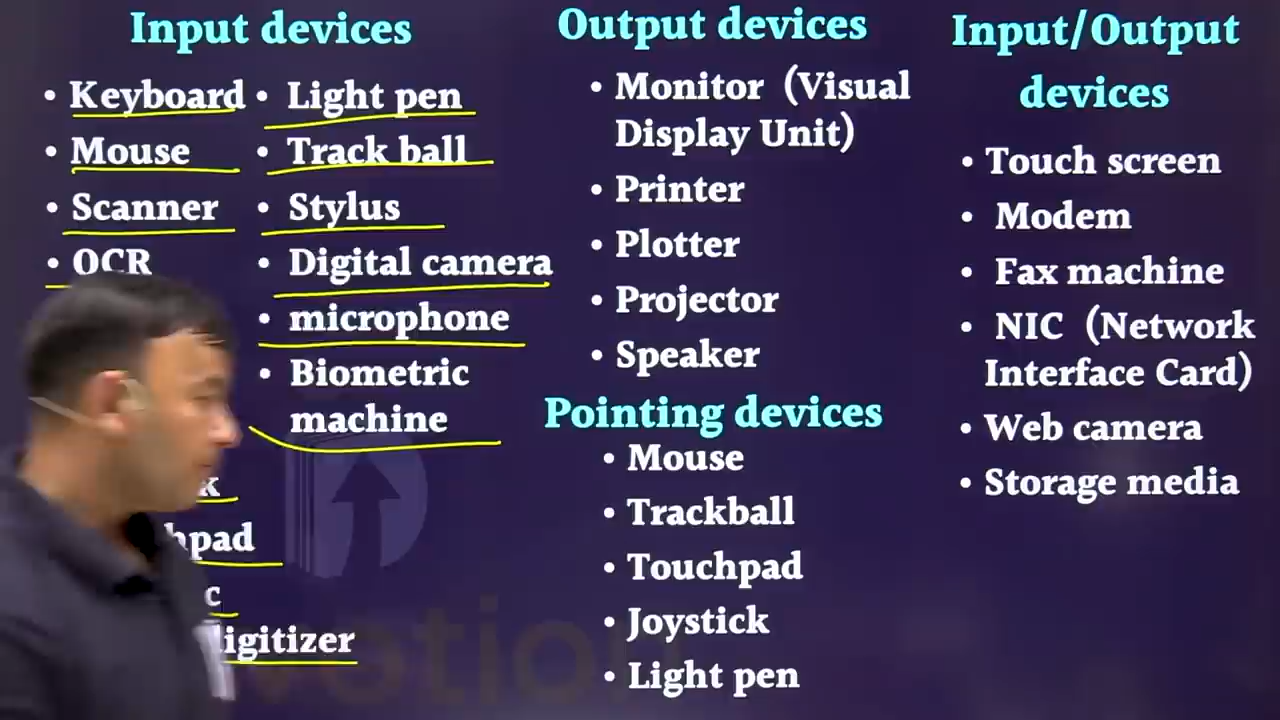 Input devices
• Keyboard
• Mouse
• Scanner
• OCR
• Light pen
• Track ball
• Stylus
• Digital camera
• microphone
• Biometric
machine
Output devices
• Monitor (Visual
Display Unit)
• Printer
• Plotter
• Projector
• Speaker
Pointing devices
• Mouse
• Trackball
• Touchpad
• Joystick
• Light pen
Input/Output
devices
• Touch screen
• Modem
• Fax machine
• NIC (Network
Interface Card)
• Web camera
• Storage media